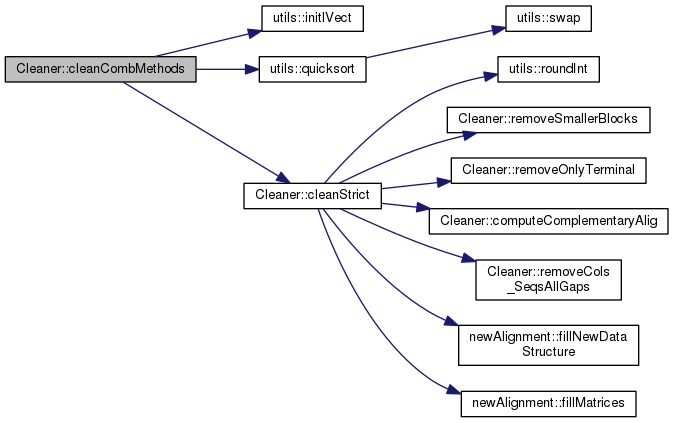 utils::initlVect
utils::swap
Cleaner::cleanCombMethods
utils::quicksort
utils::roundInt
Cleaner::removeSmallerBlocks
Cleaner::removeOnlyTerminal
Cleaner::cleanStrict
Cleaner::computeComplementaryAlig
Cleaner::removeCols
_SeqsAllGaps
newAlignment::fillNewData
Structure
newAlignment::fillMatrices